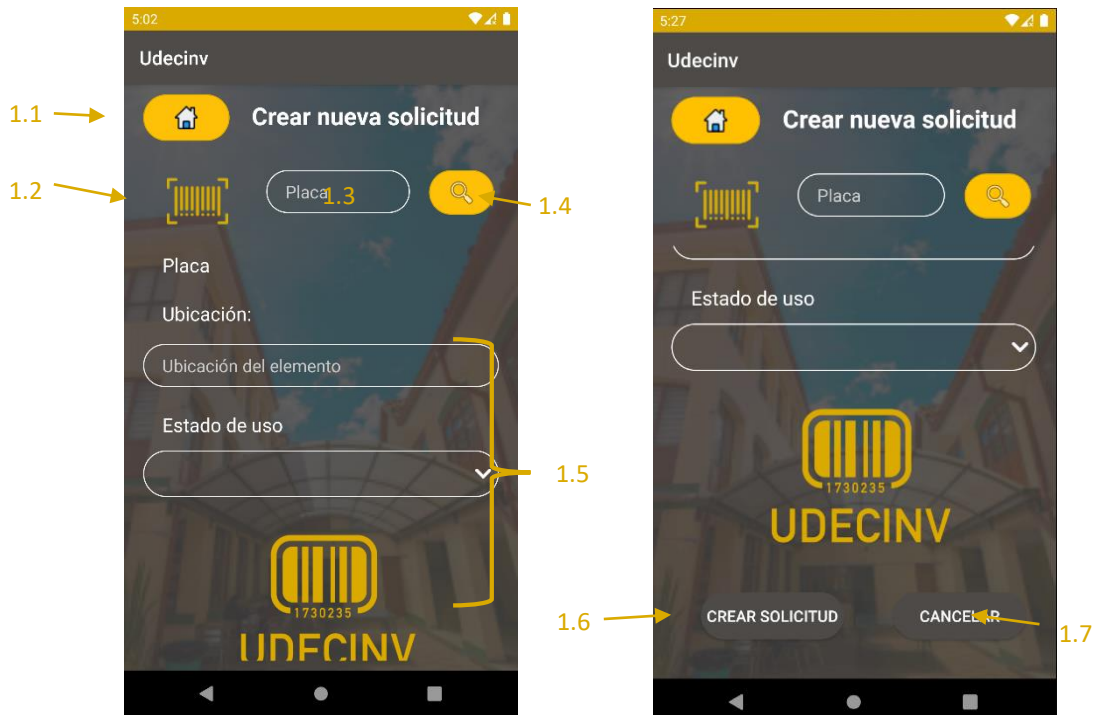 5:02
Udecinv
1.1
Crear nueva solicitud
1.2
Placa
1.3
1.4
Placa
Ubicación:
Ubicación del elemento
Estado de uso
1.5
1730235
UDECINV
5:27
Udecinv
Crear nueva solicitud
Placa
Estado de uso
1730235
UDECINV
1.6
CREAR SOLICITUD
CANCELAR
1.7